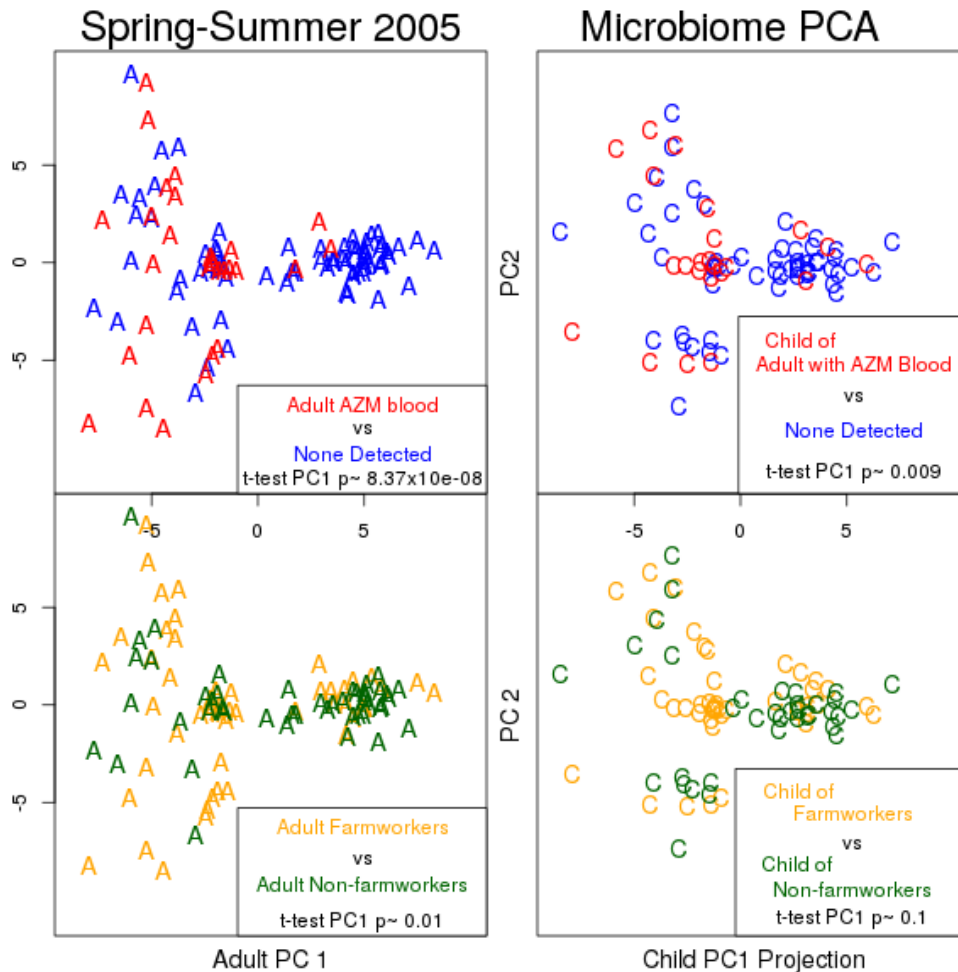 Spring-Summer 2005
Microbiome PCA
5
0
-5
PC2
Adult AZM blood
vs
None Detected
t-test PC1 p~ 8.37x10e-08
Child of
Adult with AZM Blood
vs
None Detected
t-test PC1 p~ 0.009
-5 0 5
-5 0 5
5
0
-5
PC 2
Adult Farmworkers
vs
Adult Non-farmworkers
t-test PC1 p~ 0.01
Child of
Farmworkers
vs
Child of
Non-farmworkers
t-test PC1 p~ 0.1
Adult PC 1
Child PC1 Projection